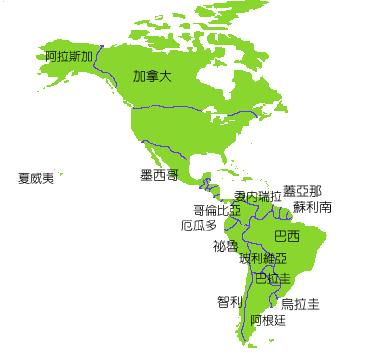 阿拉斯加
加拿大
夏威夷
墨西哥
委內瑞拉
蓋亞那
蘇利南
哥倫比亞
厄瓜多
巴西
祕魯
玻利維亞
巴拉圭
智利
烏拉圭
阿根廷